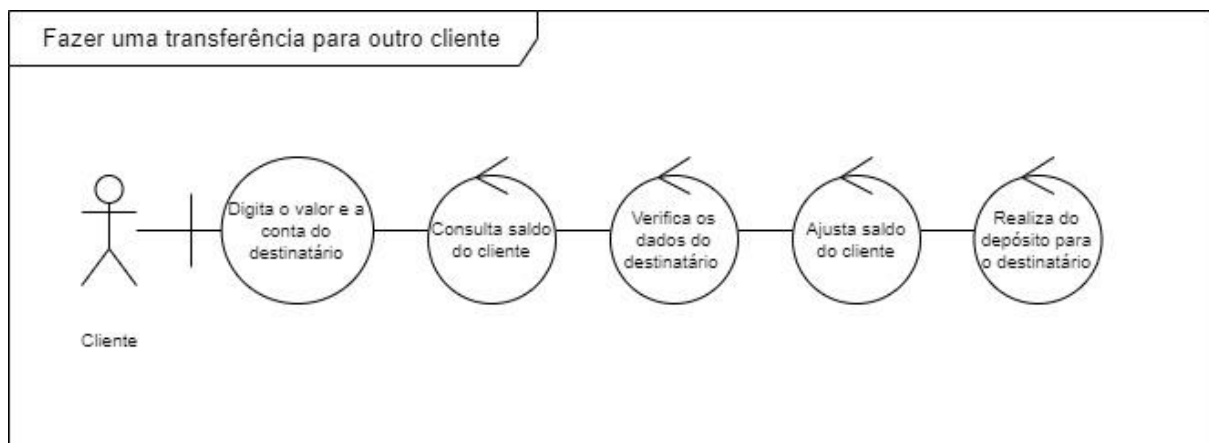 Fazer uma transferência para outro cliente
Digita o valor e a
conta do
destinatário
Consulta saldo
do cliente
Verifica os
dados do
destinatário
Ajusta saldo
do cliente
Realiza do
depósito para
o destinatário
Cliente